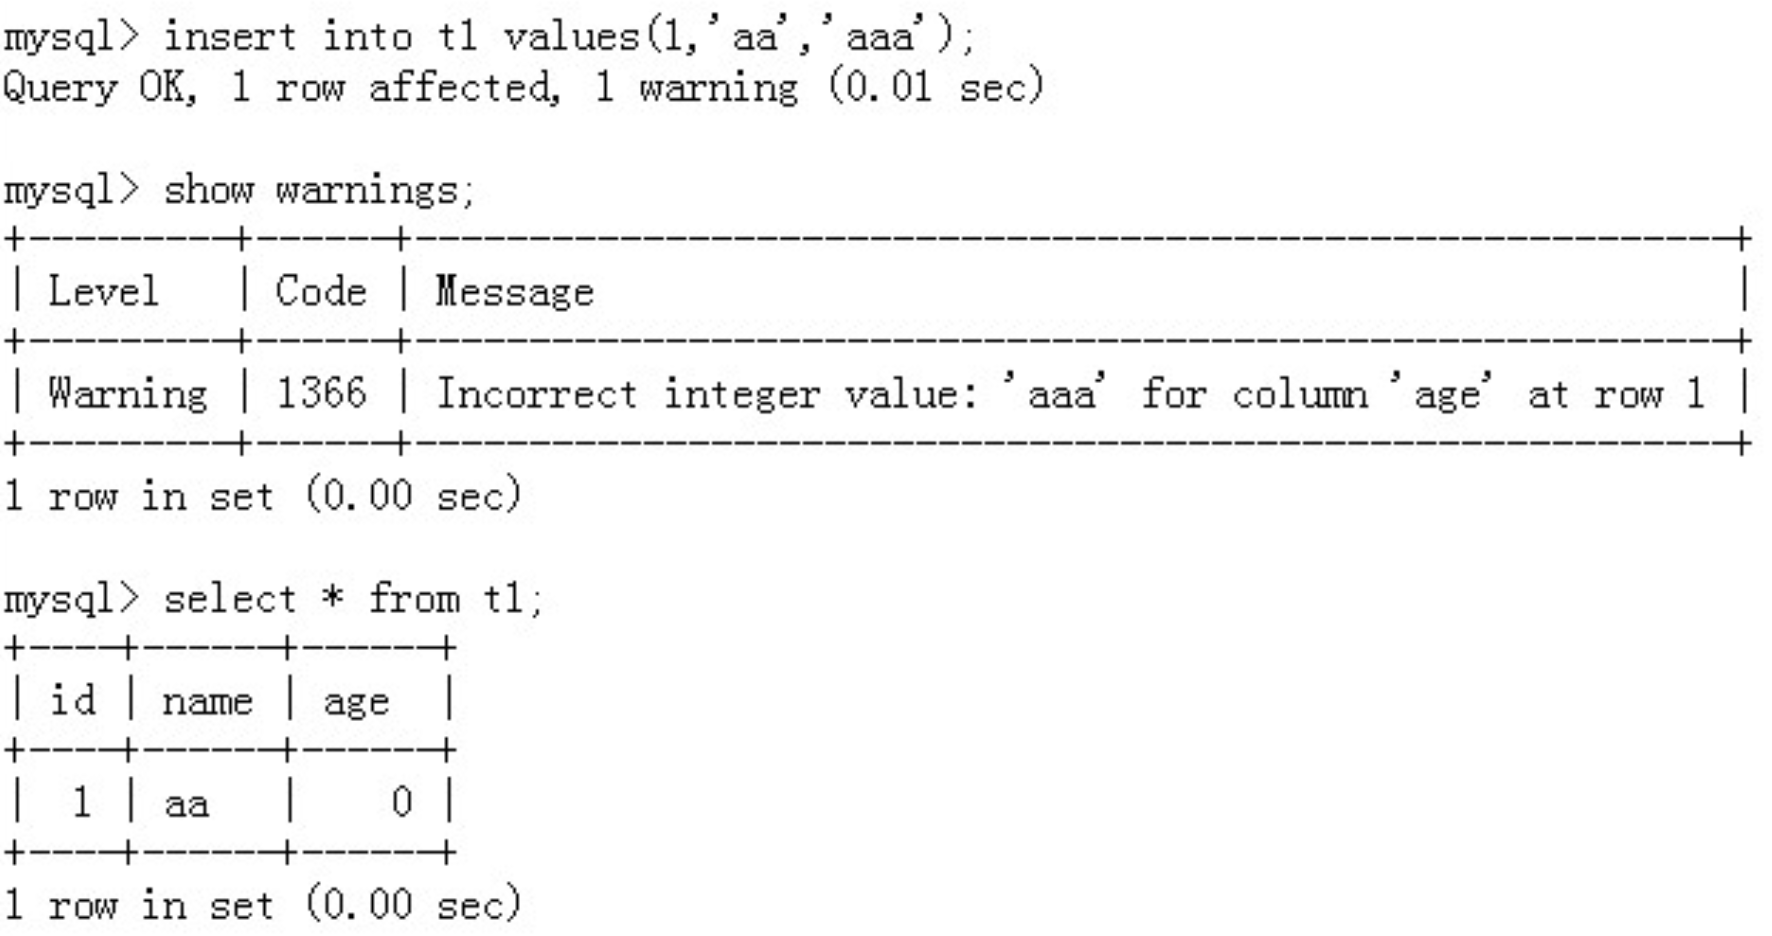 mysql> insert into t1 values(1,'aa','aaa');
Query OK, 1 row affected, 1 warning (0.01 sec)
mysql> show warnings;
+---------+------+----------------------------------------------------------+
| Level   | Code | Message                                                  |
+---------+------+----------------------------------------------------------+
| Warning | 1366 | Incorrect integer value: 'aaa' for column 'age' at row 1 |
+---------+------+----------------------------------------------------------+
1 row in set (0.00 sec)
mysql> select * from t1;
+----+------+------+
| id | name | age  |
+----+------+------+
|  1 | aa   |    0 |
+----+------+------+
1 row in set (0.00 sec)